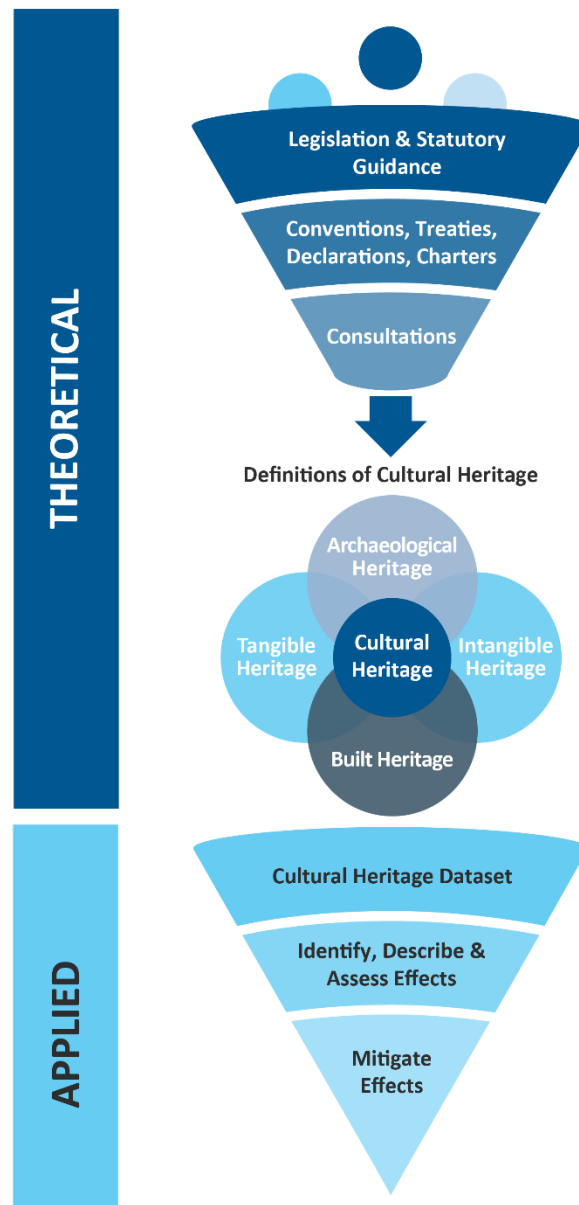 THEORETICAL
Legislation & Statutory
Guidance
Conventions, Treaties,
Declarations, Charters
Consultations
Definitions of Cultural Heritage
Archaeological
Heritage
Tangible
Heritage
Cultural
Heritage
Intangible
Heritage
Built Heritage
APPLIED
Cultural Heritage Dataset
Identify, Describe &
Assess Effects
Mitigate
Effects